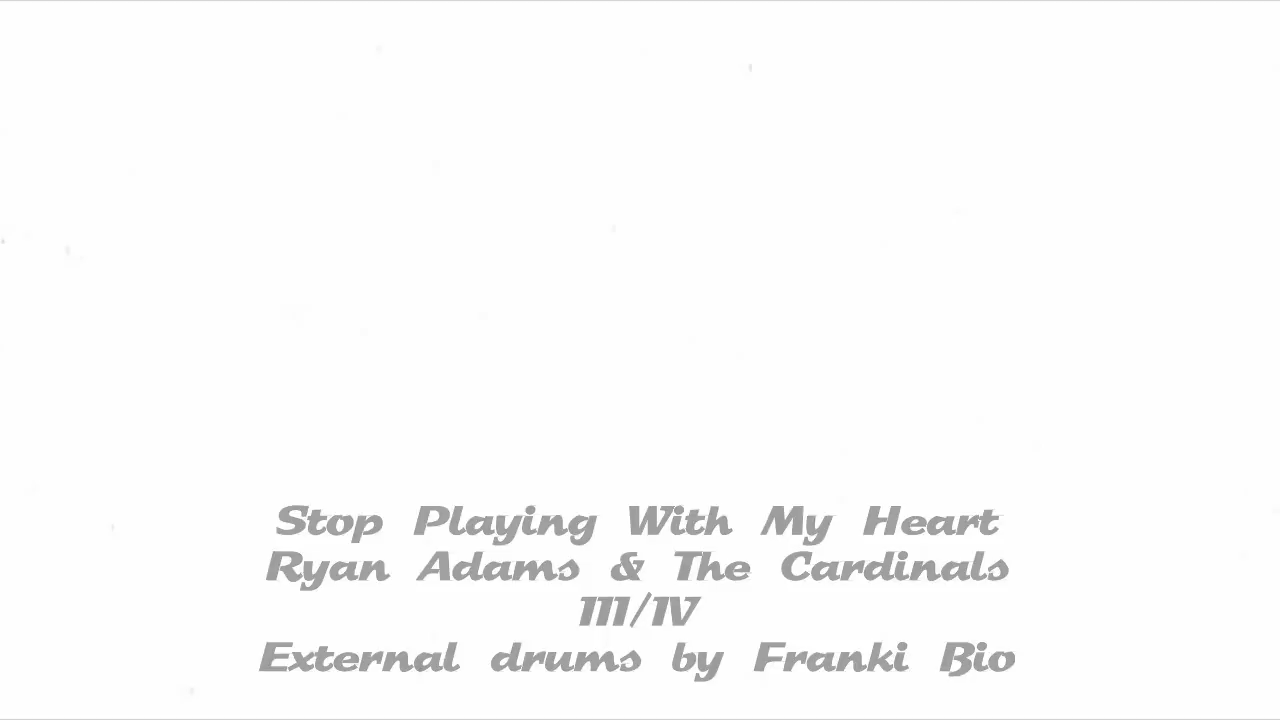 Stop Playing With My Heart
Ryan Adams & The Cardinals
III/IV
External drums by Franki Bio